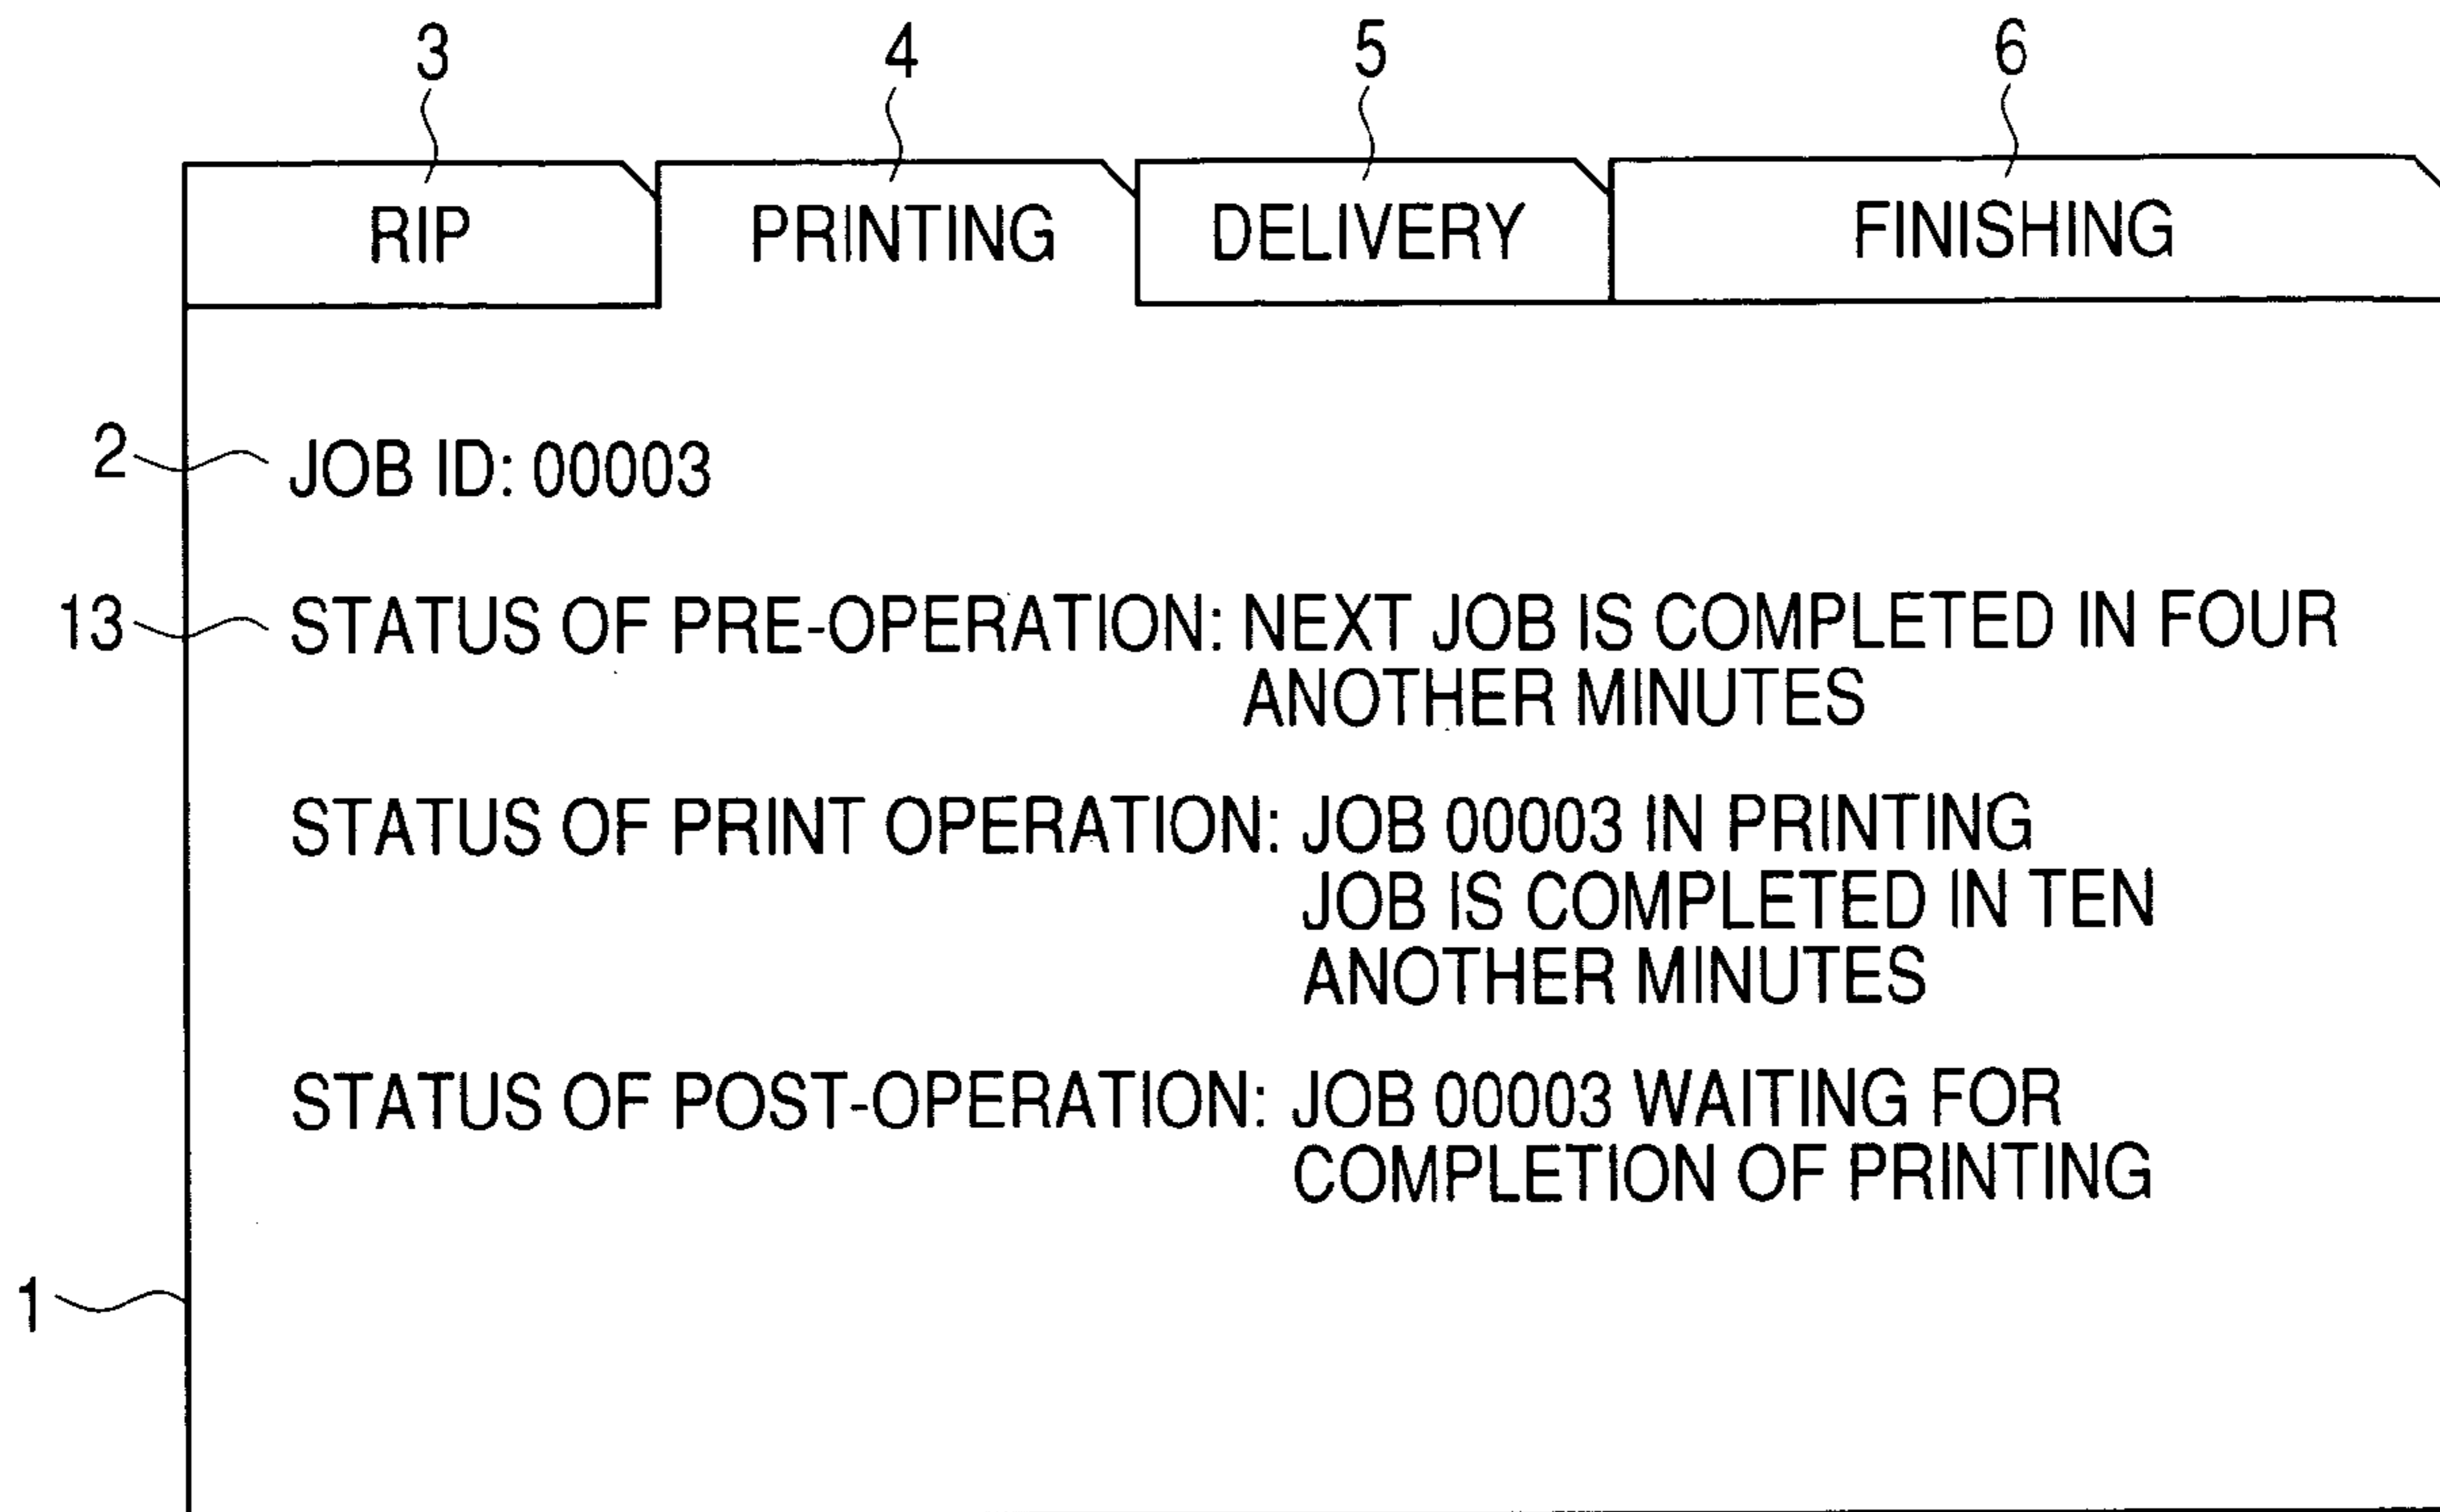 3 4 5 6
RIP PRINTING DELIVERY FINISHING
2 JOB ID: 00003
13 STATUS OF PRE-OPERATION: NEXT JOB IS COMPLETED IN FOUR
ANOTHER MINUTES
STATUS OF PRINT OPERATION: JOB 00003 IN PRINTING
JOB IS COMPLETED IN TEN
ANOTHER MINUTES
STATUS OF POST-OPERATION: JOB 00003 WAITING FOR
COMPLETION OF PRINTING
1